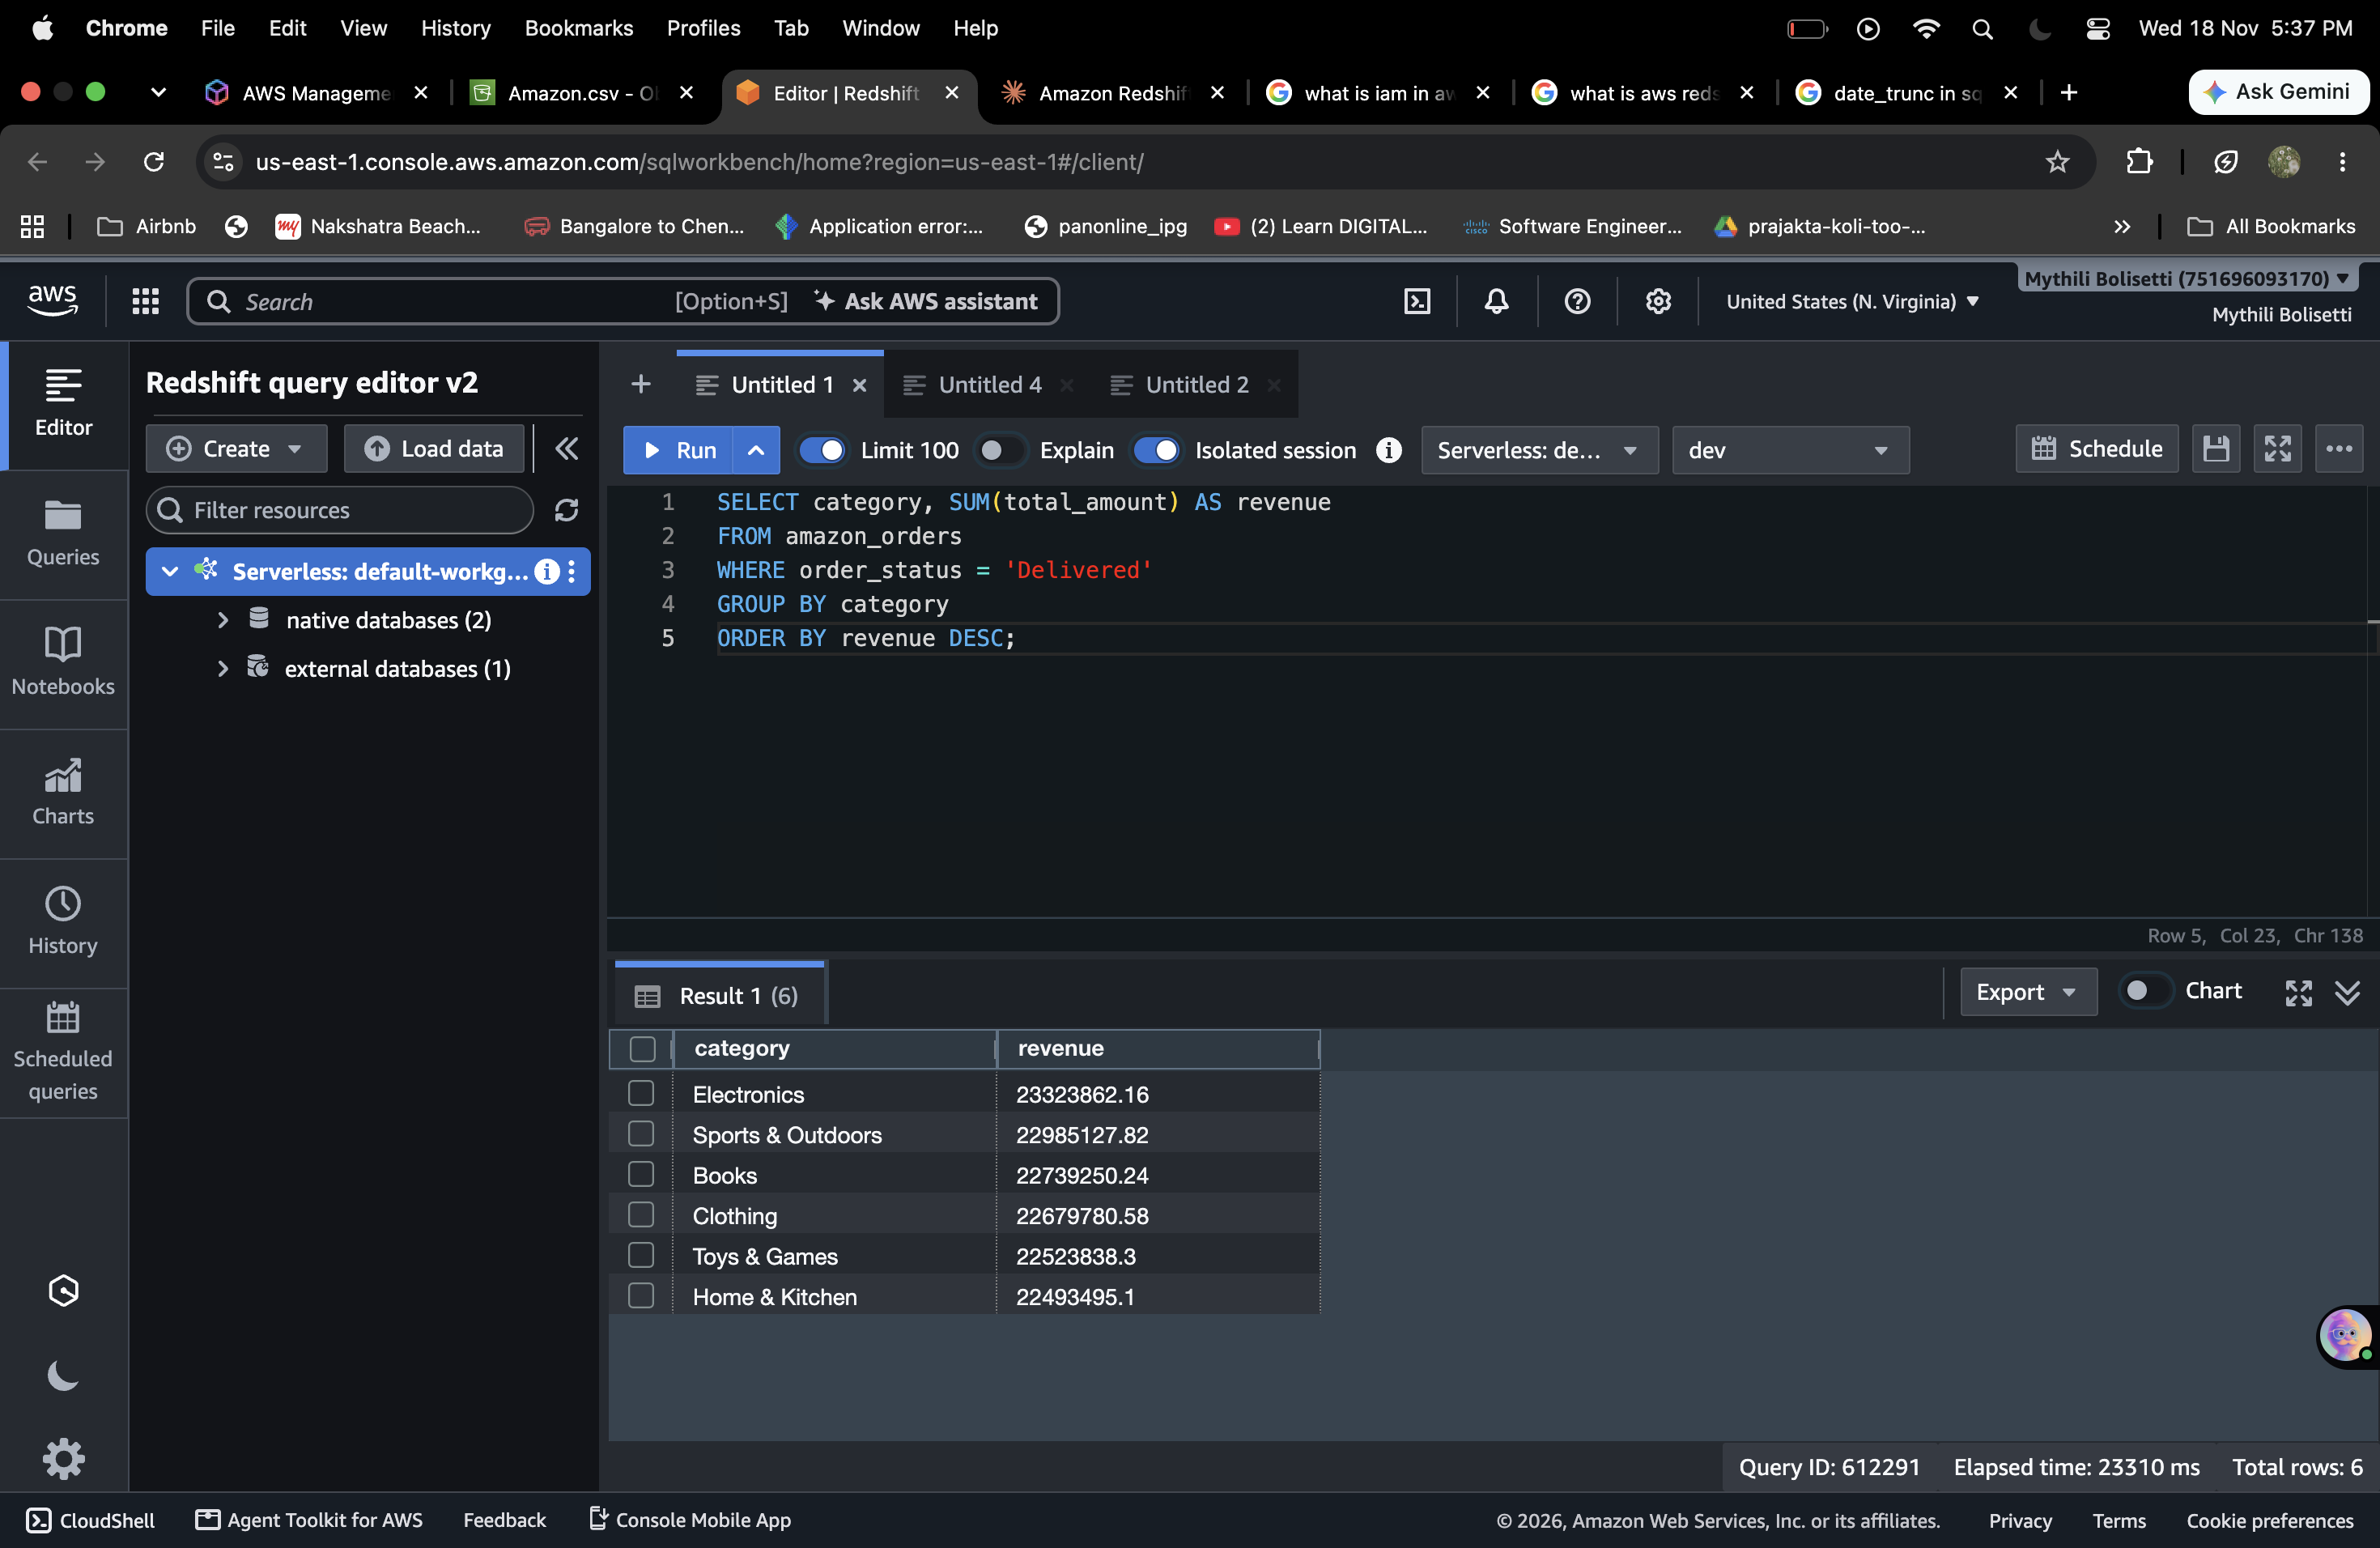 Chrome File Edit View History Bookmarks Profiles Tab Window Help
Wed 18 Nov 5:37 PM
AWS Manageme
Amazon.csv - Ob
Editor | Redshift
Amazon Redshif
what is iam in aw
what is aws reds
date_trunc in sq
Ask Gemini
us-east-1.console.aws.amazon.com/sqlworkbench/home?region=us-east-1#/client/
Airbnb
my
Nakshatra Beach...
Bangalore to Chen...
Application error:...
panonline_ipg
(2) Learn DIGITAL...
cisco
Software Engineer...
prajakta-koli-too-...
All Bookmarks
aws
Search
[Option+S]
Ask AWS assistant
United States (N. Virginia)
Mythili Bolisetti (751696093170)
Mythili Bolisetti
Editor
Queries
Notebooks
Charts
History
Scheduled
queries
Redshift query editor v2
Create
Load data
Filter resources
Serverless: default-workg...
native databases (2)
external databases (1)
Untitled 1
Untitled 4
Untitled 2
Run
Limit 100
Explain
Isolated session
Serverless: de...
dev
Schedule
1 SELECT category, SUM(total_amount) AS revenue
2 FROM amazon_orders
3 WHERE order_status = 'Delivered'
4 GROUP BY category
5 ORDER BY revenue DESC;
Row 5, Col 23, Chr 138
Result 1 (6)
Export
Chart
category revenue
Electronics 23323862.16
Sports & Outdoors 22985127.82
Books 22739250.24
Clothing 22679780.58
Toys & Games 22523838.3
Home & Kitchen 22493495.1
Query ID: 612291 Elapsed time: 23310 ms Total rows: 6
CloudShell
Agent Toolkit for AWS
Feedback
Console Mobile App
© 2026, Amazon Web Services, Inc. or its affiliates.
Privacy
Terms
Cookie preferences